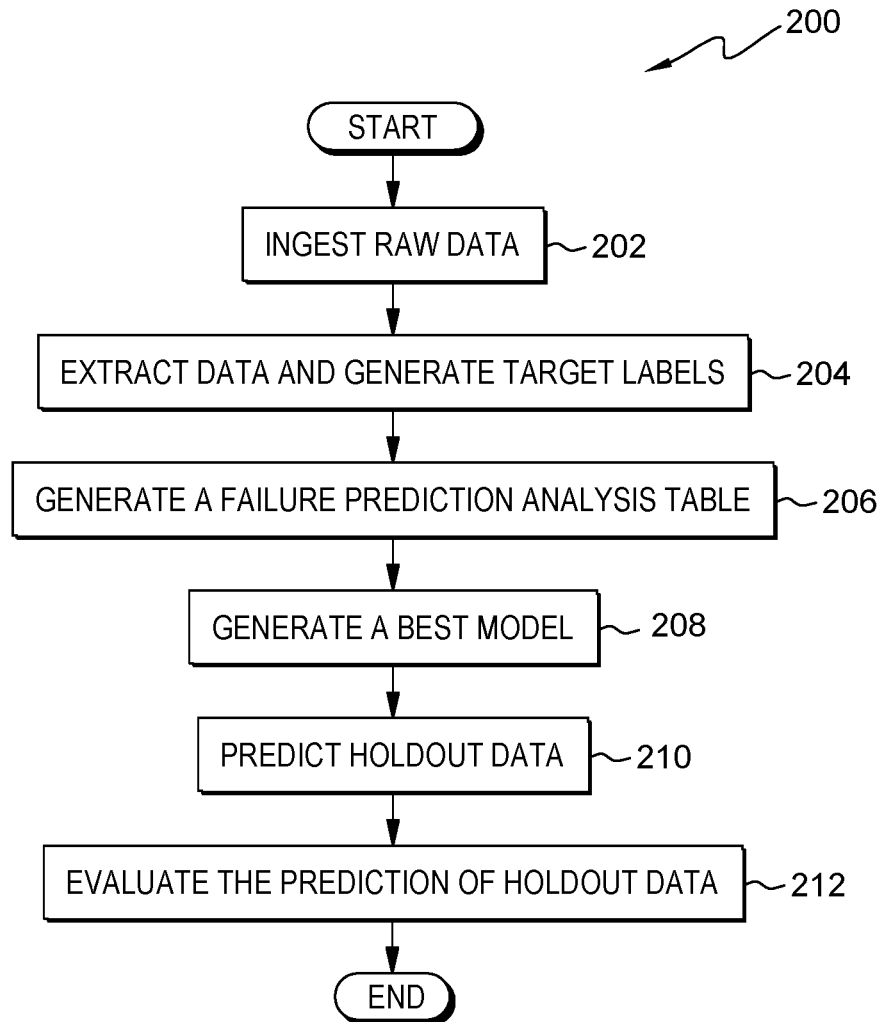 200
START
INGEST RAW DATA
202
EXTRACT DATA AND GENERATE TARGET LABELS
204
GENERATE A FAILURE PREDICTION ANALYSIS TABLE
206
GENERATE A BEST MODEL
208
PREDICT HOLDOUT DATA
210
EVALUATE THE PREDICTION OF HOLDOUT DATA
212
END